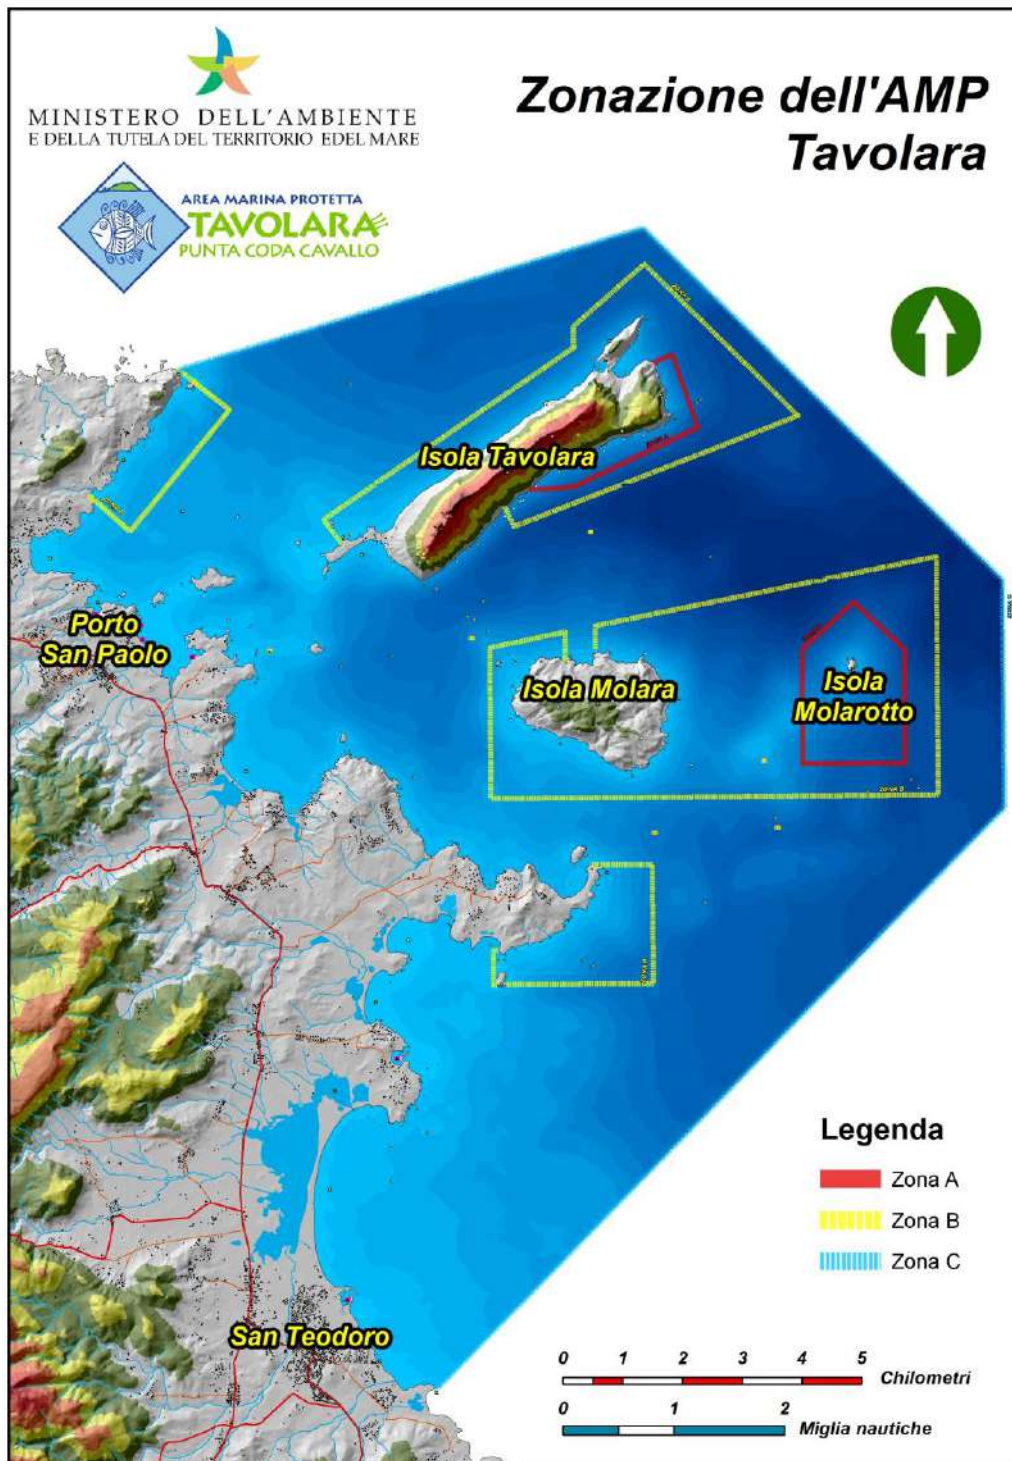 MINISTERO DELL'AMBIENTE
E DELLA TUTELA DEL TERRITORIO EDEL MARE
Zonazione dell'AMP
Tavolara
AREA MARINA PROTETTA
TAVOLARA
PUNTA CODA CAVALLO
Isola Tavolara
Porto
San Paolo
Isola Molara
Isola
Molarotto
ZONA B
San Teodoro
Legenda
Zona A
Zona B
Zona C
0 1 2 3 4 5
Chilometri
0 1 2
Miglia nautiche